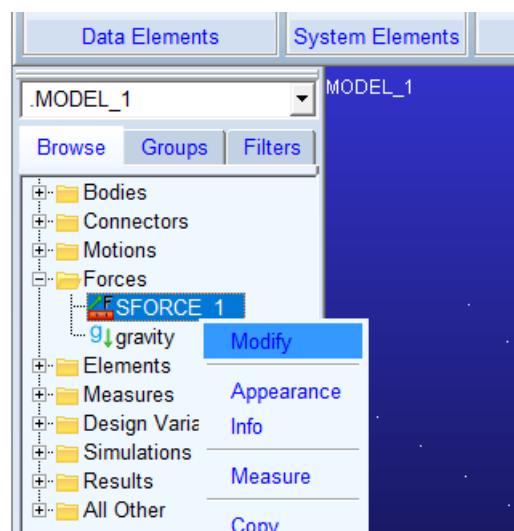 Data Elements System Elements
.MODEL_1
MODEL_1
Browse Groups Filters
Bodies
Connectors
Motions
Forces
SFORCE_1
gravity
Modify
Elements
Measures
Appearance
Design Varia
Info
Simulations
Results
Measure
All Other
Copy